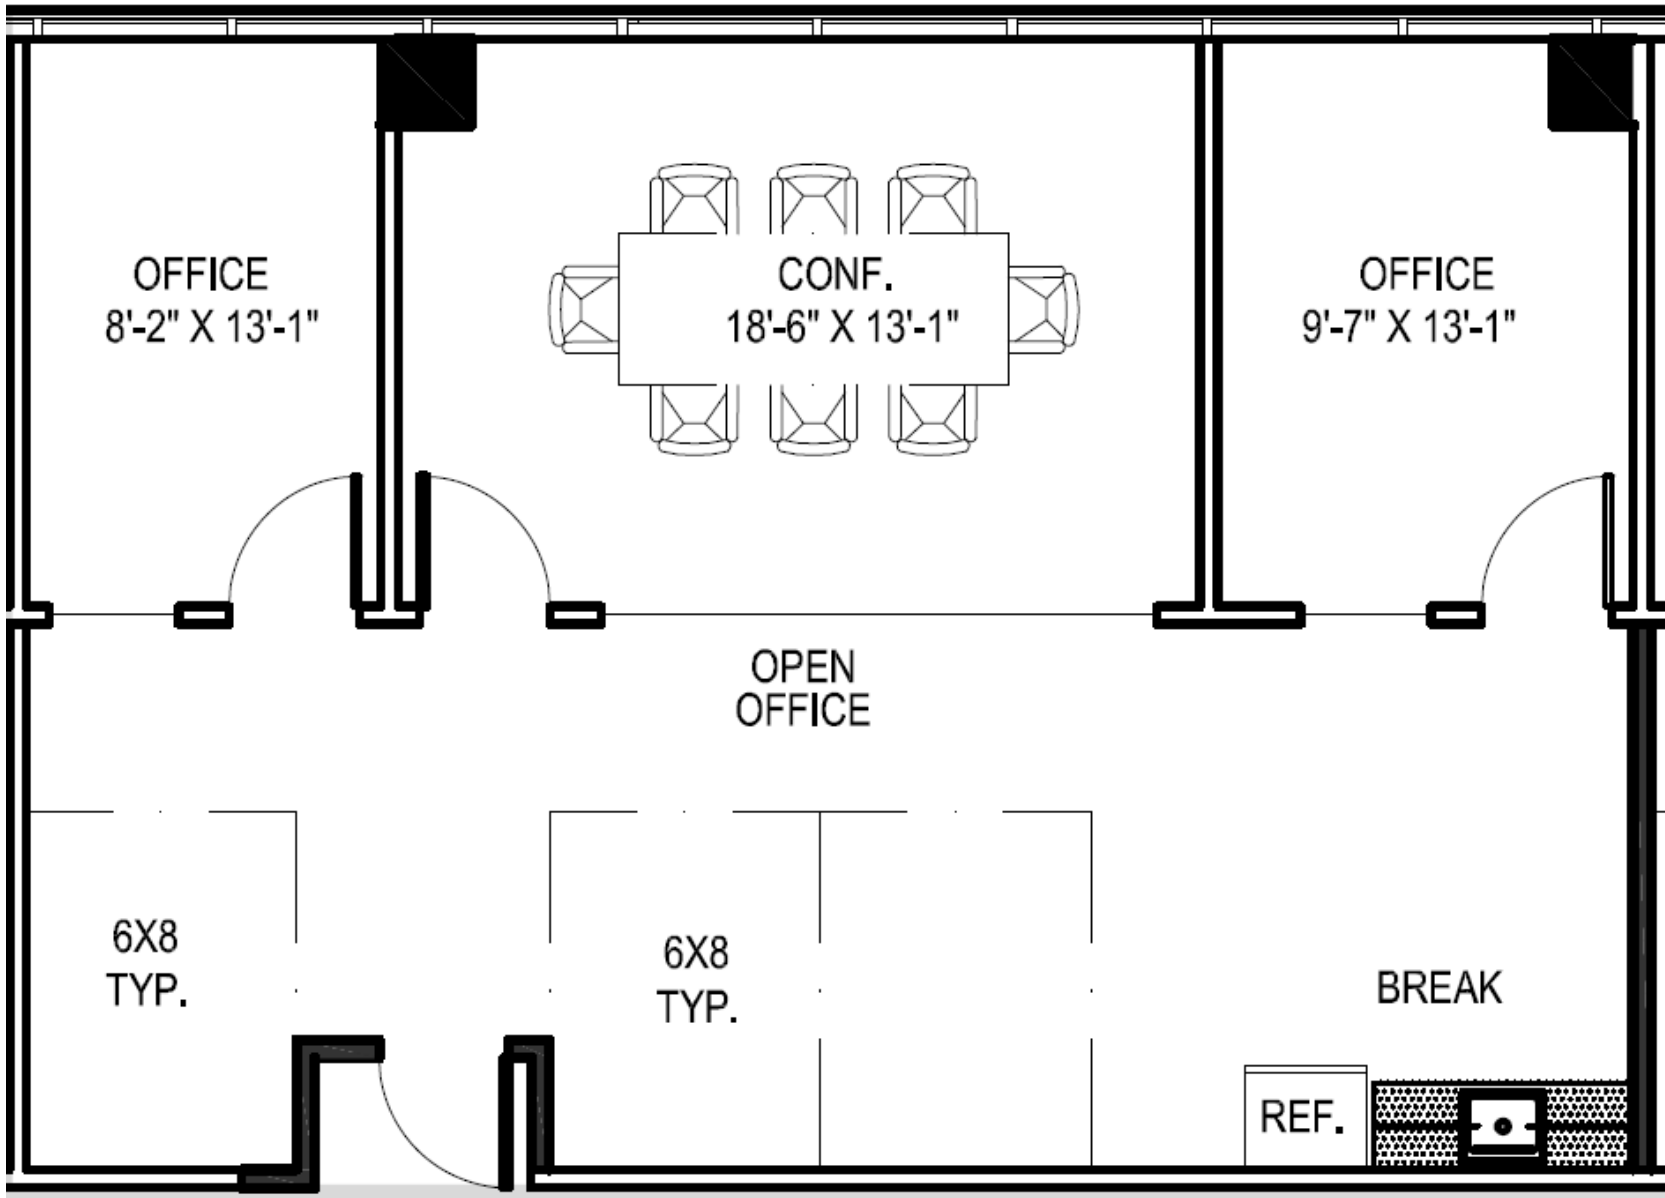 OFFICE
8'-2" X 13'-1"
CONF.
18'-6" X 13'-1"
OFFICE
9'-7" X 13'-1"
OPEN
OFFICE
6X8
TYP.
6X8
TYP.
BREAK
REF.